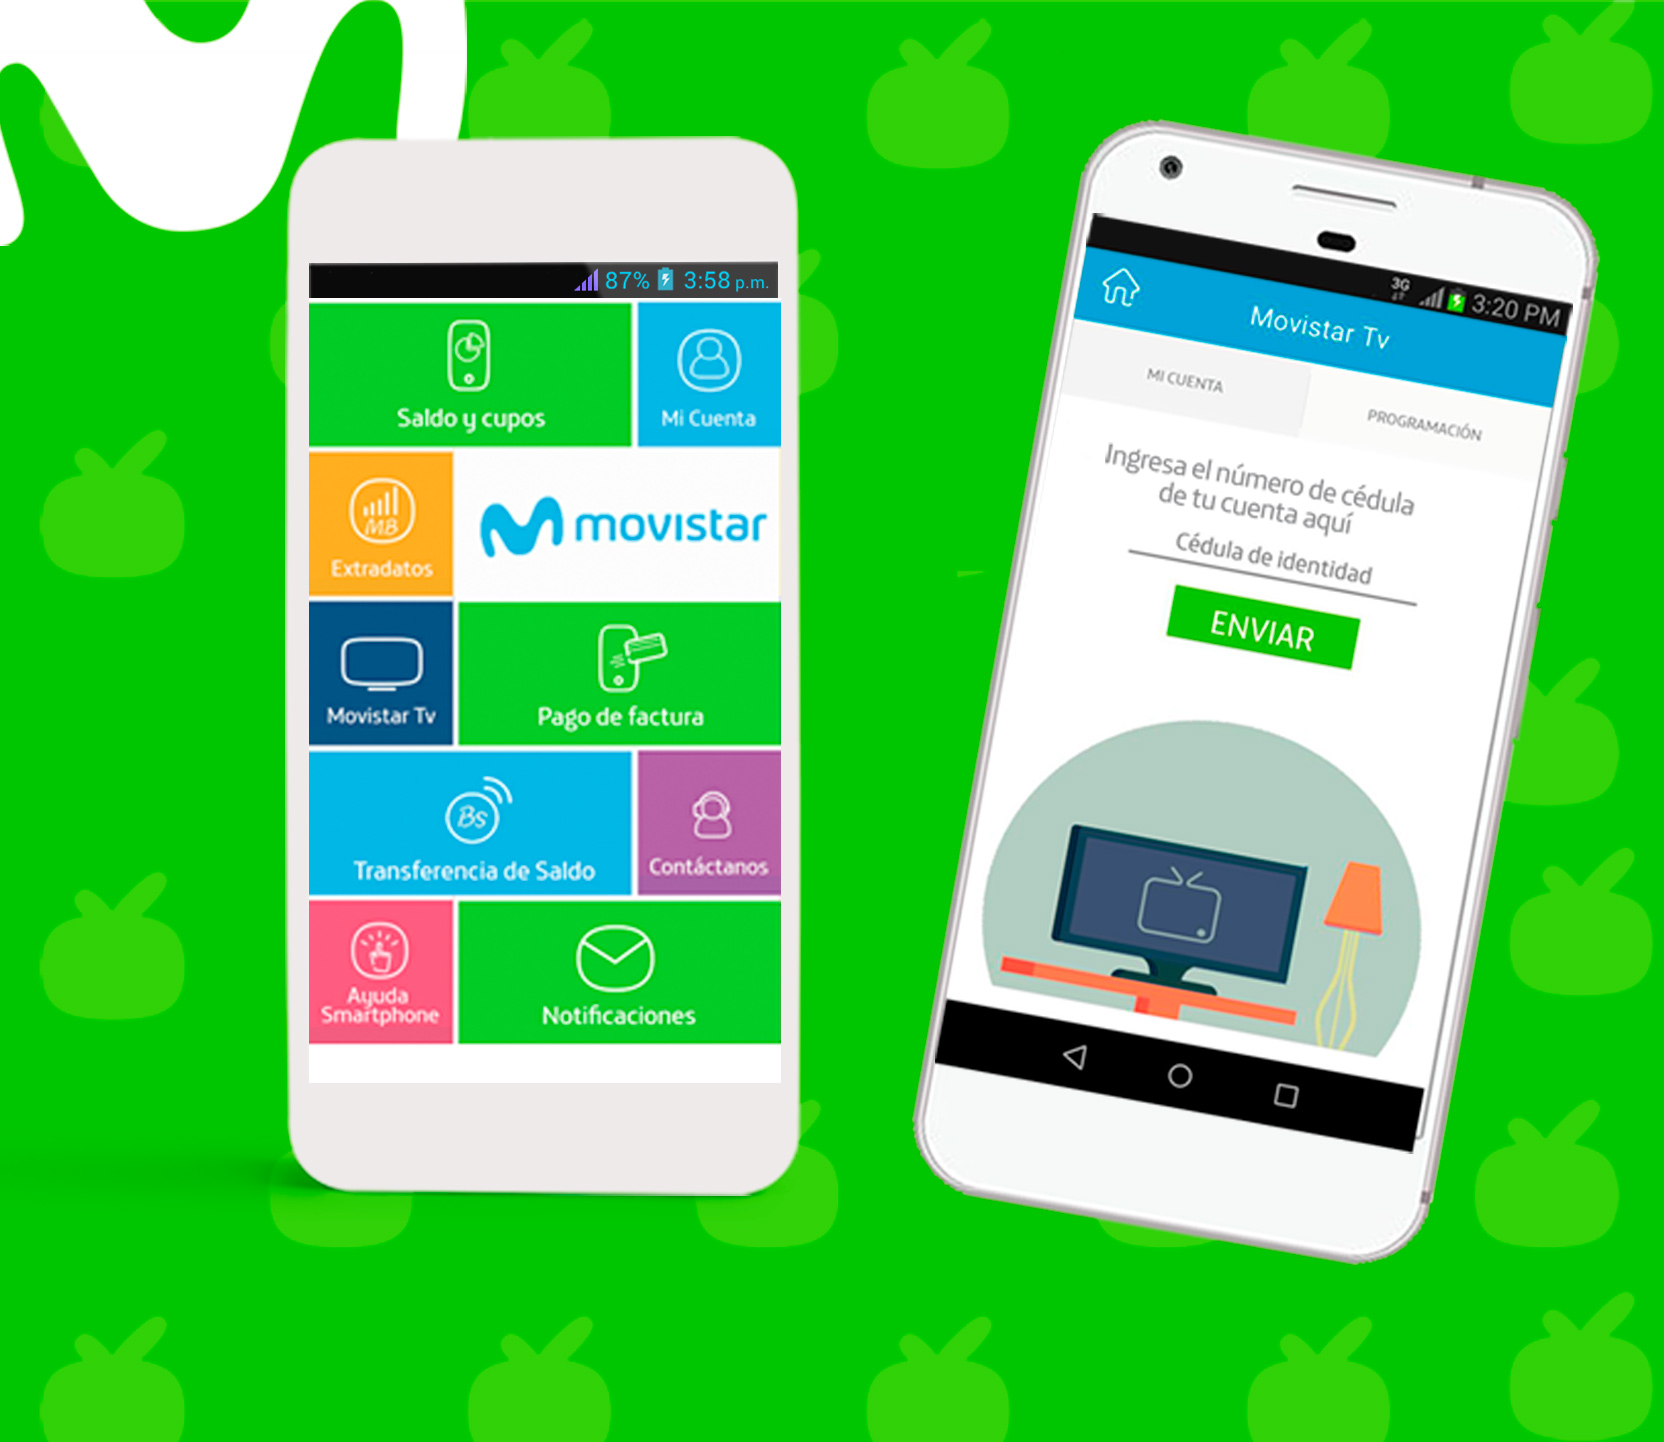 87% 3:58 p.m.
Saldo y cupos
Mi Cuenta
MB
Extradatos
movistar
Movistar Tv
Pago de factura
Bs
Transferencia de Saldo
Contáctanos
Ayuda
Smartphone
Notificaciones
3G 3:20 PM
Movistar Tv
MI CUENTA
PROGRAMACIÓN
Ingresa el número de cédula
de tu cuenta aquí
Cédula de identidad
ENVIAR